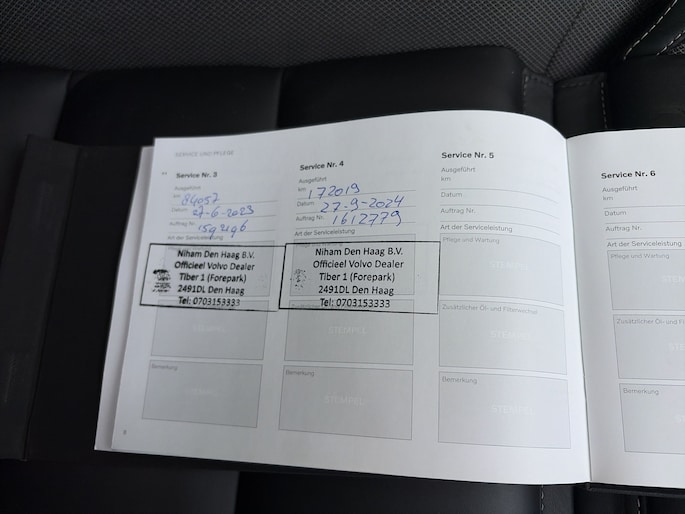 SERVICE UND PFLEGE
Service Nr. 3
Ausgeführt
km: 84057
Datum: 27-6-2023
Auftrag Nr.
Art der Serviceleistung
Niham Den Haag B.V.
Officieel Volvo Dealer
Tiber 1 (Forepark)
2491DL Den Haag
Tel: 0703153333
Bemerkung
8
Service Nr. 4
Ausgeführt
km: 172019
Datum: 27-9-2024
Auftrag Nr. 1612779
Art der Serviceleistung
Niham Den Haag B.V.
Officieel Volvo Dealer
Tiber 1 (Forepark)
2491DL Den Haag
Tel: 0703153333
STEMPEL
Bemerkung
STEMPEL
Service Nr. 5
Ausgeführt
km:
Datum
Auftrag Nr.
Art der Serviceleistung
Pflege und Wartung
STEMPEL
Zusätzlicher Öl- und Filterwechsel
STEMPEL
Bemerkung
STEMPEL
Service Nr. 6
Ausgeführt
km:
Datum:
Auftrag Nr.
Art der Serviceleistung
Pflege und Wartung
Zusätzlicher Öl- und F
Bemerkung